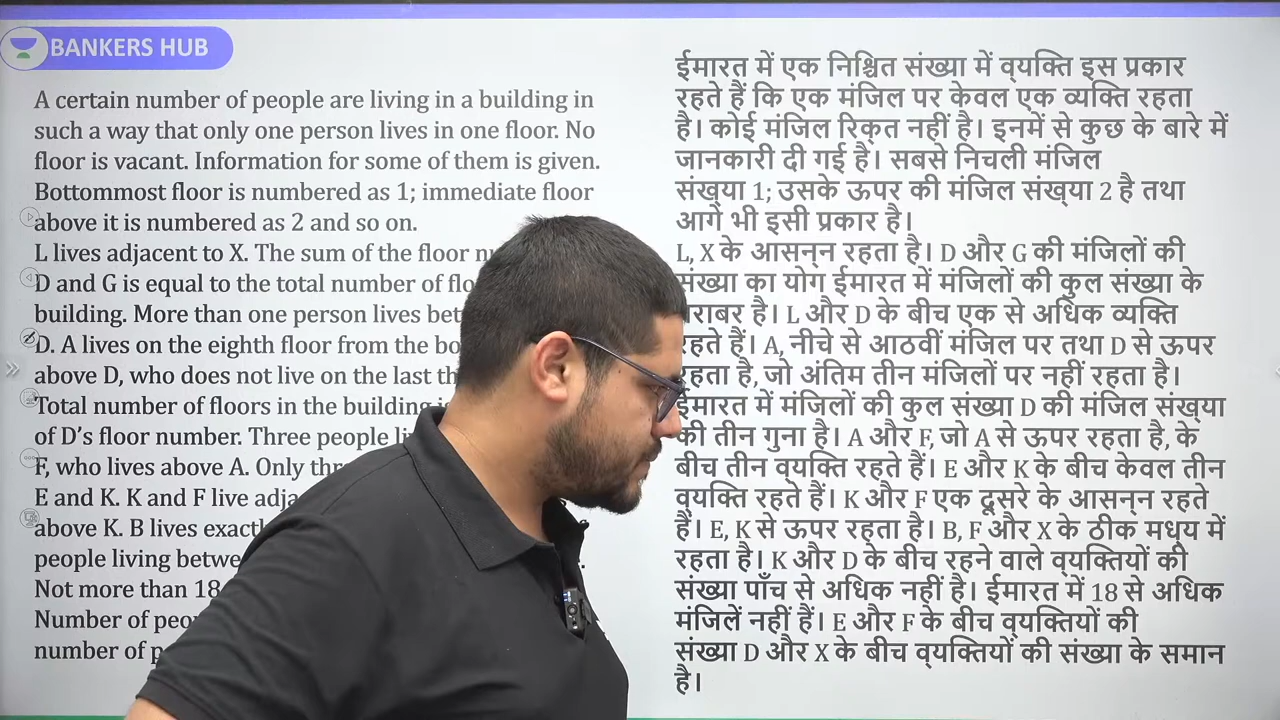 BANKERS HUB
A certain number of people are living in a building in
such a way that only one person lives in one floor. No
floor is vacant. Information for some of them is given.
Bottommost floor is numbered as 1; immediate floor
above it is numbered as 2 and so on.
L lives adjacent to X. The sum of the floor
D and G is equal to the total number of
building. More than one person lives
D. A lives on the eighth floor from the
above D, who does not live on the last
Total number of floors in the building
of D's floor number. Three people
F, who lives above A. Only
E and K. K and F live
above K. B lives
people living
Not more than 18
Number of
number of
ईमारत में एक निश्चित संख्या में व्यक्ति इस प्रकार
रहते हैं कि एक मंजिल पर केवल एक व्यक्ति रहता
है। कोई मंजिल रिक्त नहीं है। इनमें से कुछ के बारे में
जानकारी दी गई है। सबसे निचली मंजिल
संख्या 1; उसके ऊपर की मंजिल संख्या 2 है तथा
आगे भी इसी प्रकार है।
L, X के आसन्न रहता है। D और G की मंजिलों की
संख्या का योग ईमारत में मंजिलों की कुल संख्या के
बराबर है। L और D के बीच एक से अधिक व्यक्ति
रहते हैं। A, नीचे से आठवीं मंजिल पर तथा D से ऊपर
रहता है, जो अंतिम तीन मंजिलों पर नहीं रहता है।
ईमारत में मंजिलों की कुल संख्या D की मंजिल संख्या
की तीन गुना है। A और F, जो A से ऊपर रहता है, के
बीच तीन व्यक्ति रहते हैं। E और K के बीच केवल तीन
व्यक्ति रहते हैं। K और F एक दूसरे के आसन्न रहते
हैं। E, K से ऊपर रहता है। B, F और X के ठीक मध्य में
रहता है। K और D के बीच रहने वाले व्यक्तियों की
संख्या पाँच से अधिक नहीं है। ईमारत में 18 से अधिक
मंजिलें नहीं हैं। E और F के बीच व्यक्तियों की
संख्या D और X के बीच व्यक्तियों की संख्या के समान
है।